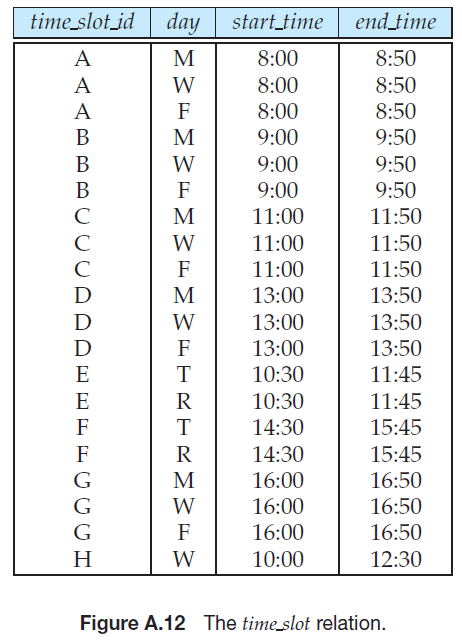 time_slot_id day start_time end_time
A M 8:00 8:50
A W 8:00 8:50
A F 8:00 8:50
B M 9:00 9:50
B W 9:00 9:50
B F 9:00 9:50
C M 11:00 11:50
C W 11:00 11:50
C F 11:00 11:50
D M 13:00 13:50
D W 13:00 13:50
D F 13:00 13:50
E T 10:30 11:45
E R 10:30 11:45
F T 14:30 15:45
F R 14:30 15:45
G M 16:00 16:50
G W 16:00 16:50
G F 16:00 16:50
H W 10:00 12:30
Figure A.12 The time_slot relation.